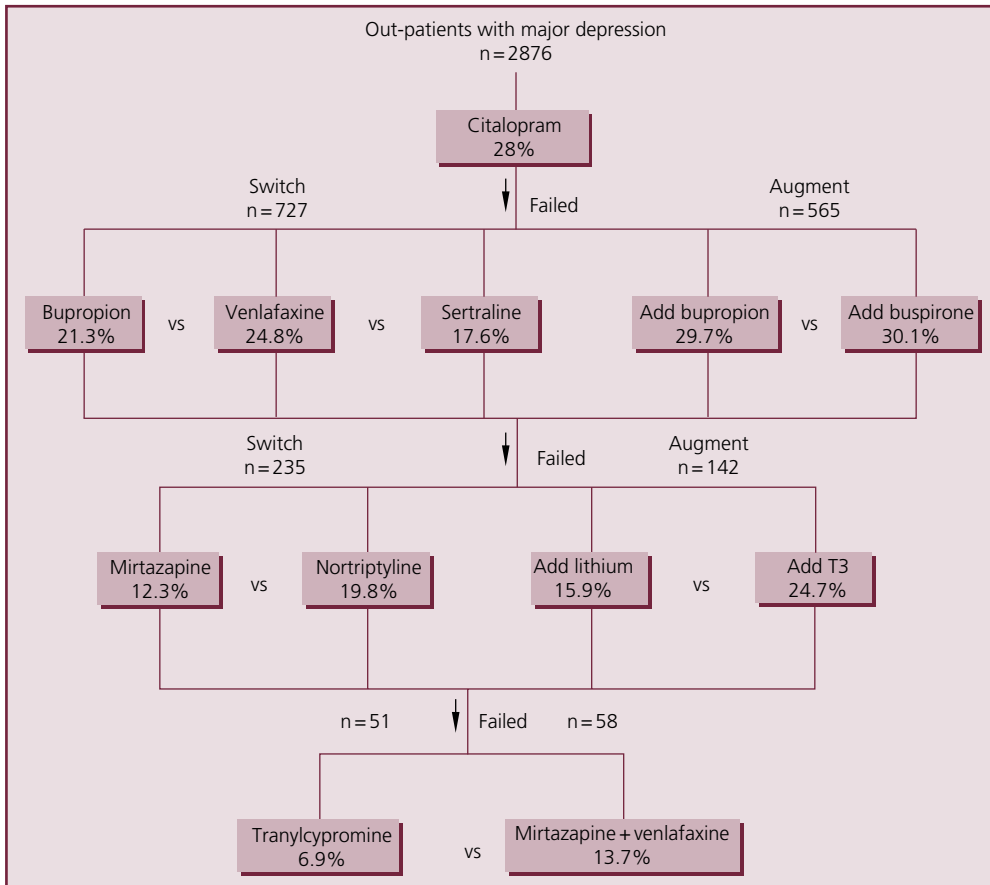 Out-patients with major depression
n=2876
Citalopram
28%
Switch
n=727
Failed
Augment
n=565
Bupropion
21.3%
vs
Venlafaxine
24.8%
vs
Sertraline
17.6%
Add bupropion
29.7%
vs
Add buspirone
30.1%
Switch
n=235
Failed
Augment
n=142
Mirtazapine
12.3%
vs
Nortriptyline
19.8%
Add lithium
15.9%
vs
Add T3
24.7%
n=51
Failed
n=58
Tranylcypromine
6.9%
vs
Mirtazapine+venlafaxine
13.7%